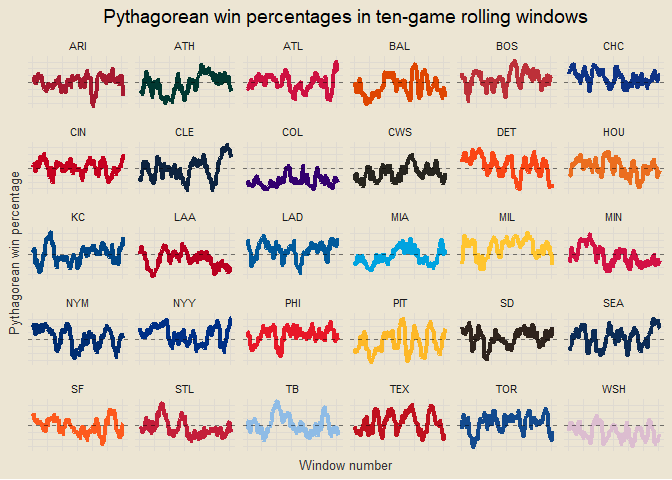 Pythagorean win percentages in ten-game rolling windows
ARI ATH ATL BAL BOS CHC
CIN CLE COL CWS DET HOU
KC LAA LAD MIA MIL MIN
NYM NYY PHI PIT SD SEA
SF STL TB TEX TOR WSH
Pythagorean win percentage
Window number